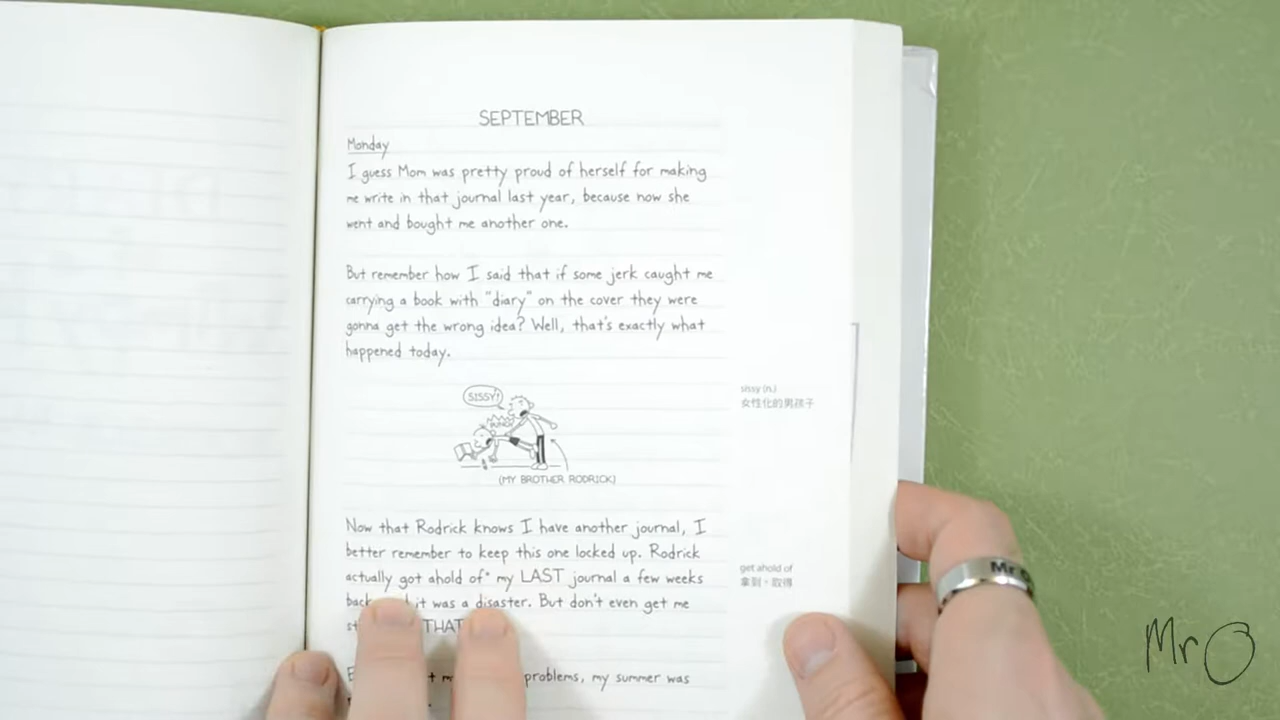 SEPTEMBER
Monday
I guess Mom was pretty proud of herself for making
me write in that journal last year, because now she
went and bought me another one.
But remember how I said that if some jerk caught me
carrying a book with "diary" on the cover they were
gonna get the wrong idea? Well, that's exactly what
happened today.
SISSY!
sissy (n.)
女性化的男孩子
(MY BROTHER RODRICK)
Now that Rodrick knows I have another journal, I
better remember to keep this one locked up. Rodrick
actually got ahold of* my LAST journal a few weeks
get ahold of
拿到，取得
it was a disaster. But don't even get me
THAT
problems, my summer was
Mr O
Mr O